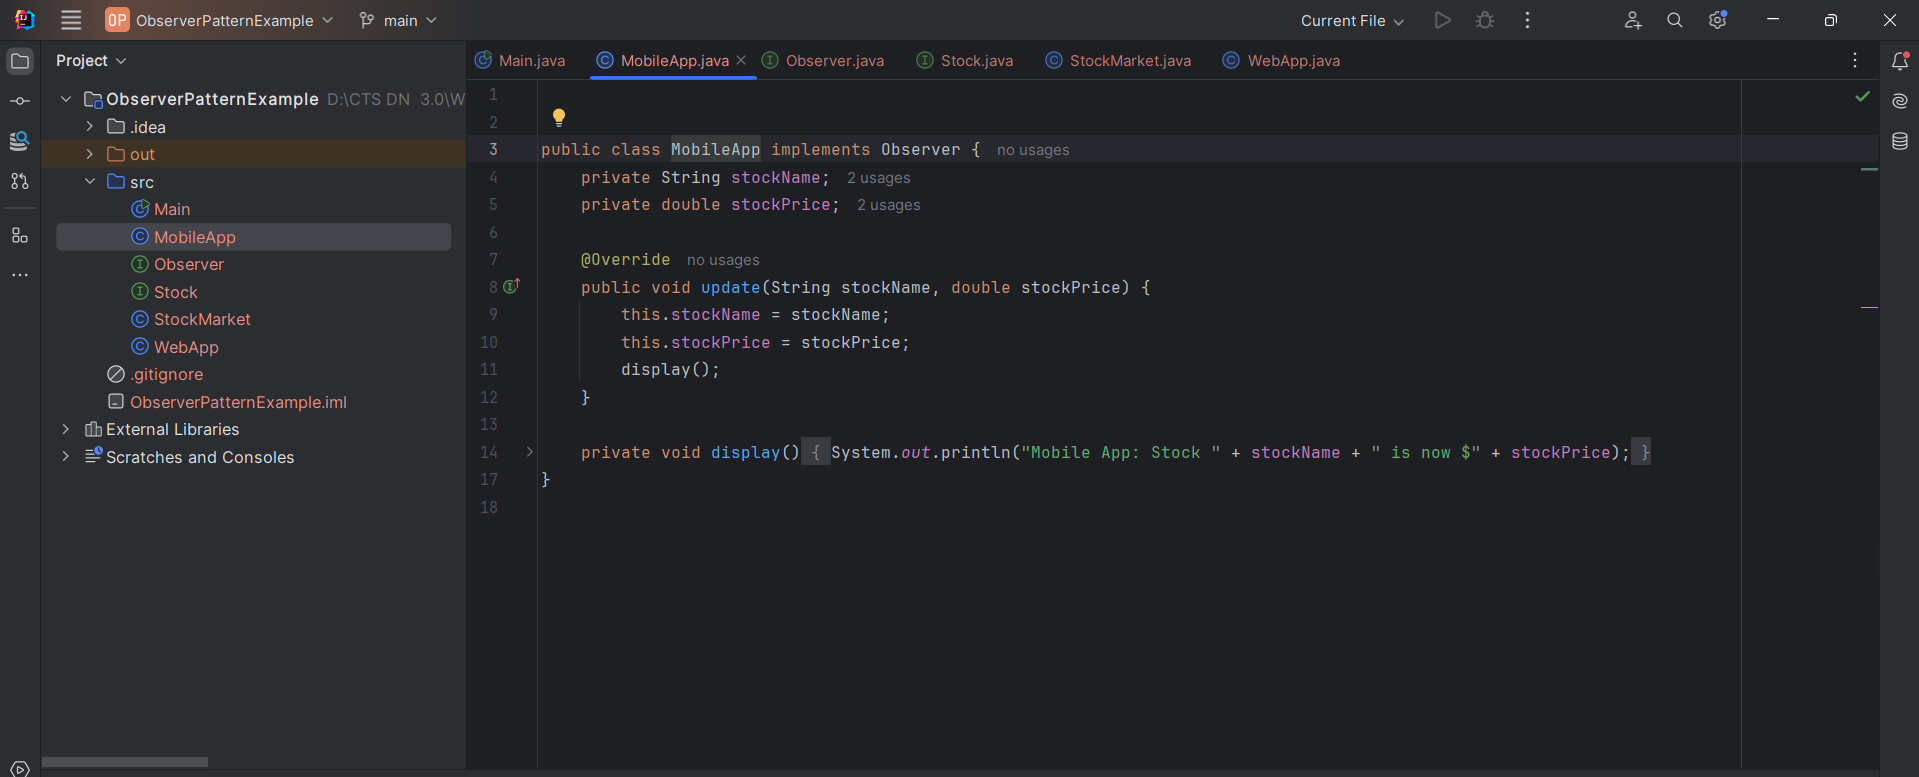 OP ObserverPatternExample main Current File
Project
ObserverPatternExample D:\CTS DN 3.0\W
.idea
out
src
Main
MobileApp
Observer
Stock
StockMarket
WebApp
.gitignore
ObserverPatternExample.iml
External Libraries
Scratches and Consoles
Main.java MobileApp.java Observer.java Stock.java StockMarket.java WebApp.java
1
2
3 public class MobileApp implements Observer { no usages
4 private String stockName; 2 usages
5 private double stockPrice; 2 usages
6
7 @Override no usages
8 public void update(String stockName, double stockPrice) {
9 this.stockName = stockName;
10 this.stockPrice = stockPrice;
11 display();
12 }
13
14 private void display() { System.out.println("Mobile App: Stock " + stockName + " is now $" + stockPrice); }
17 }
18